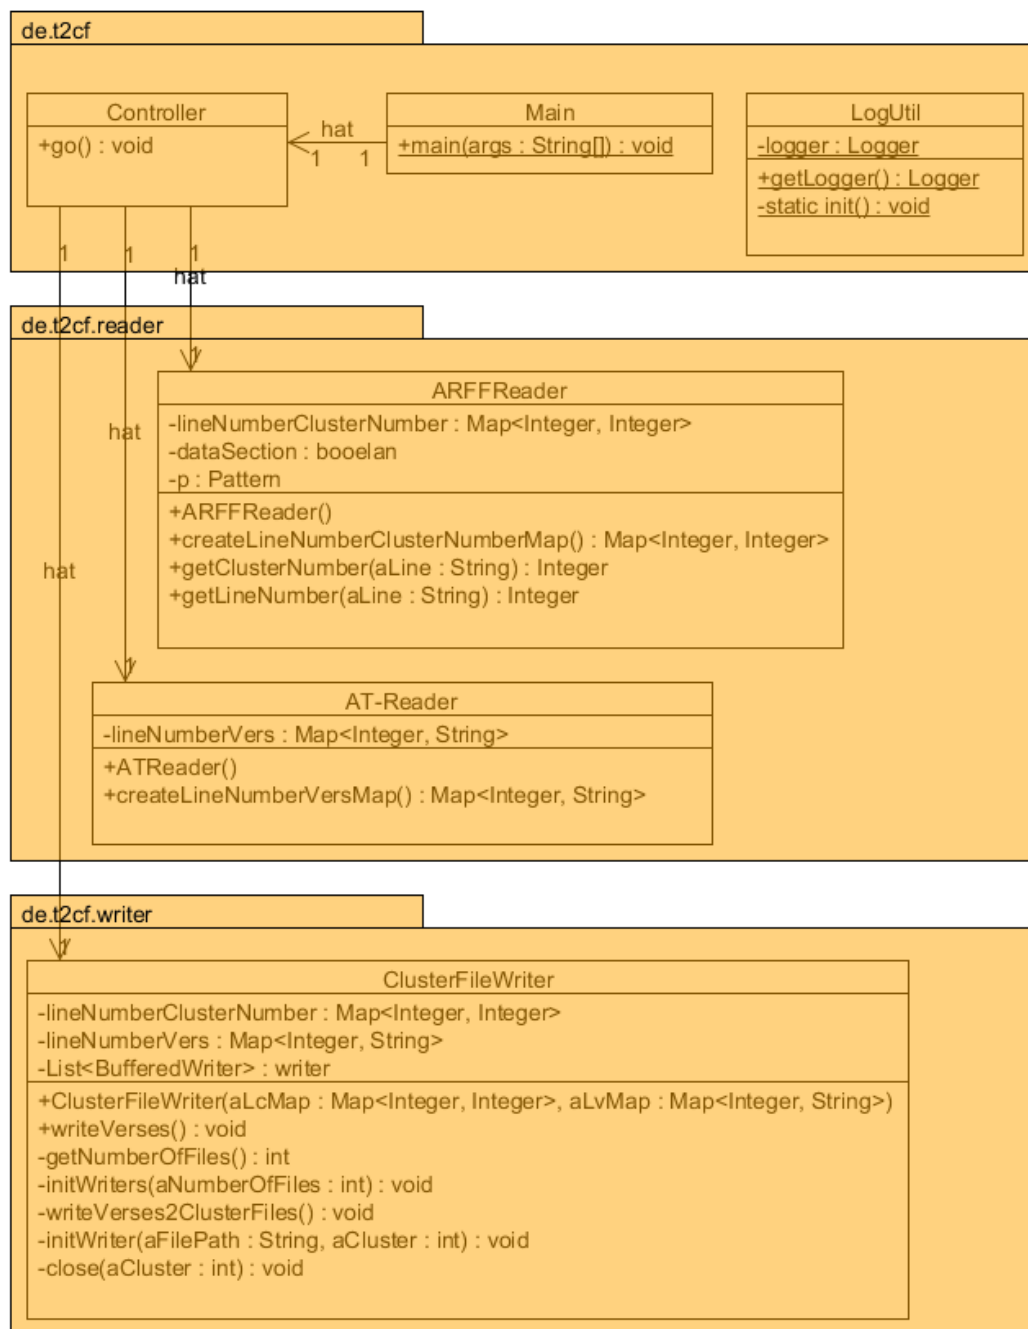 de.t2cf
Controller
+go() : void
hat
1
1
Main
+main(args : String[]) : void
LogUtil
-logger : Logger
+getLogger() : Logger
-static init() : void
1
1
1
hat
de.t2cf.reader
1
ARFFReader
-lineNumberClusterNumber : Map<Integer, Integer>
-dataSection : booelan
-p : Pattern
+ARFFReader()
+createLineNumberClusterNumberMap() : Map<Integer, Integer>
+getClusterNumber(aLine : String) : Integer
+getLineNumber(aLine : String) : Integer
hat
hat
1
AT-Reader
-lineNumberVers : Map<Integer, String>
+ATReader()
+createLineNumberVersMap() : Map<Integer, String>
de.t2cf.writer
1
ClusterFileWriter
-lineNumberClusterNumber : Map<Integer, Integer>
-lineNumberVers : Map<Integer, String>
-List<BufferedWriter> : writer
+ClusterFileWriter(aLcMap : Map<Integer, Integer>, aLvMap : Map<Integer, String>)
+writeVerses() : void
-getNumberOfFiles() : int
-initWriters(aNumberOfFiles : int) : void
-writeVerses2ClusterFiles() : void
-initWriter(aFilePath : String, aCluster : int) : void
-close(aCluster : int) : void